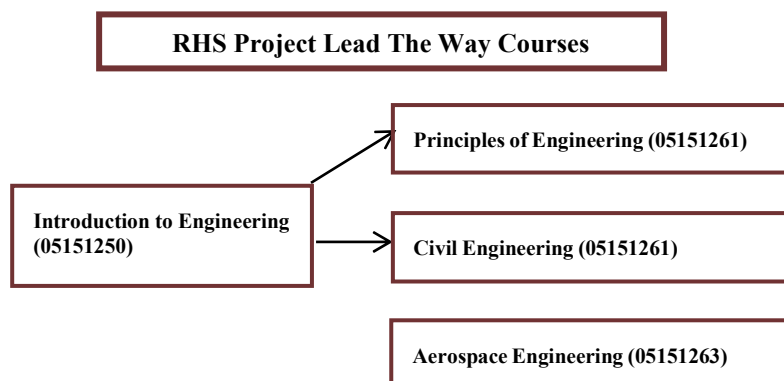 RHS Project Lead The Way Courses
Principles of Engineering (05151261)
Introduction to Engineering
(05151250)
Civil Engineering (05151261)
Aerospace Engineering (05151263)